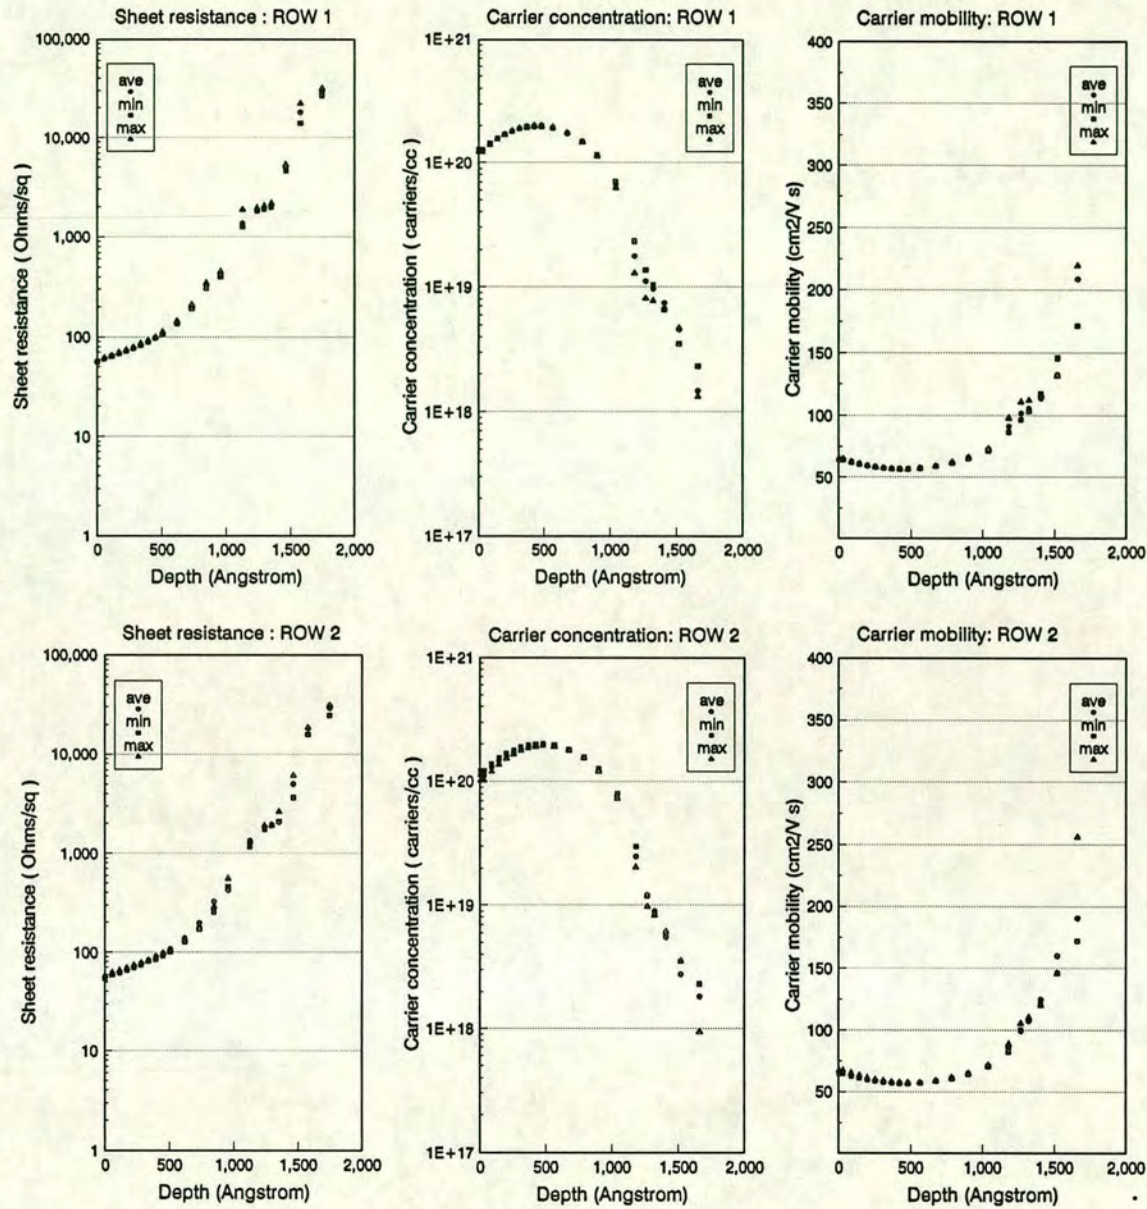 Sheet resistance : ROW 1
100,000
10,000
1,000
100
10
1
ave
min
max
Sheet resistance ( Ohms/sq )
0
500
1,000
1,500
2,000
Depth (Angstrom)
Carrier concentration: ROW 1
1E+21
1E+20
1E+19
1E+18
1E+17
ave
min
max
Carrier concentration ( carriers/cc )
0
500
1,000
1,500
2,000
Depth (Angstrom)
Carrier mobility: ROW 1
400
350
300
250
200
150
100
50
ave
min
max
Carrier mobility (cm2/V s)
0
500
1,000
1,500
2,000
Depth (Angstrom)
Sheet resistance : ROW 2
100,000
10,000
1,000
100
10
1
ave
min
max
Sheet resistance ( Ohms/sq )
0
500
1,000
1,500
2,000
Depth (Angstrom)
Carrier concentration: ROW 2
1E+21
1E+20
1E+19
1E+18
1E+17
ave
min
max
Carrier concentration ( carriers/cc )
0
500
1,000
1,500
2,000
Depth (Angstrom)
Carrier mobility: ROW 2
400
350
300
250
200
150
100
50
ave
min
max
Carrier mobility (cm2/V s)
0
500
1,000
1,500
2,000
Depth (Angstrom)